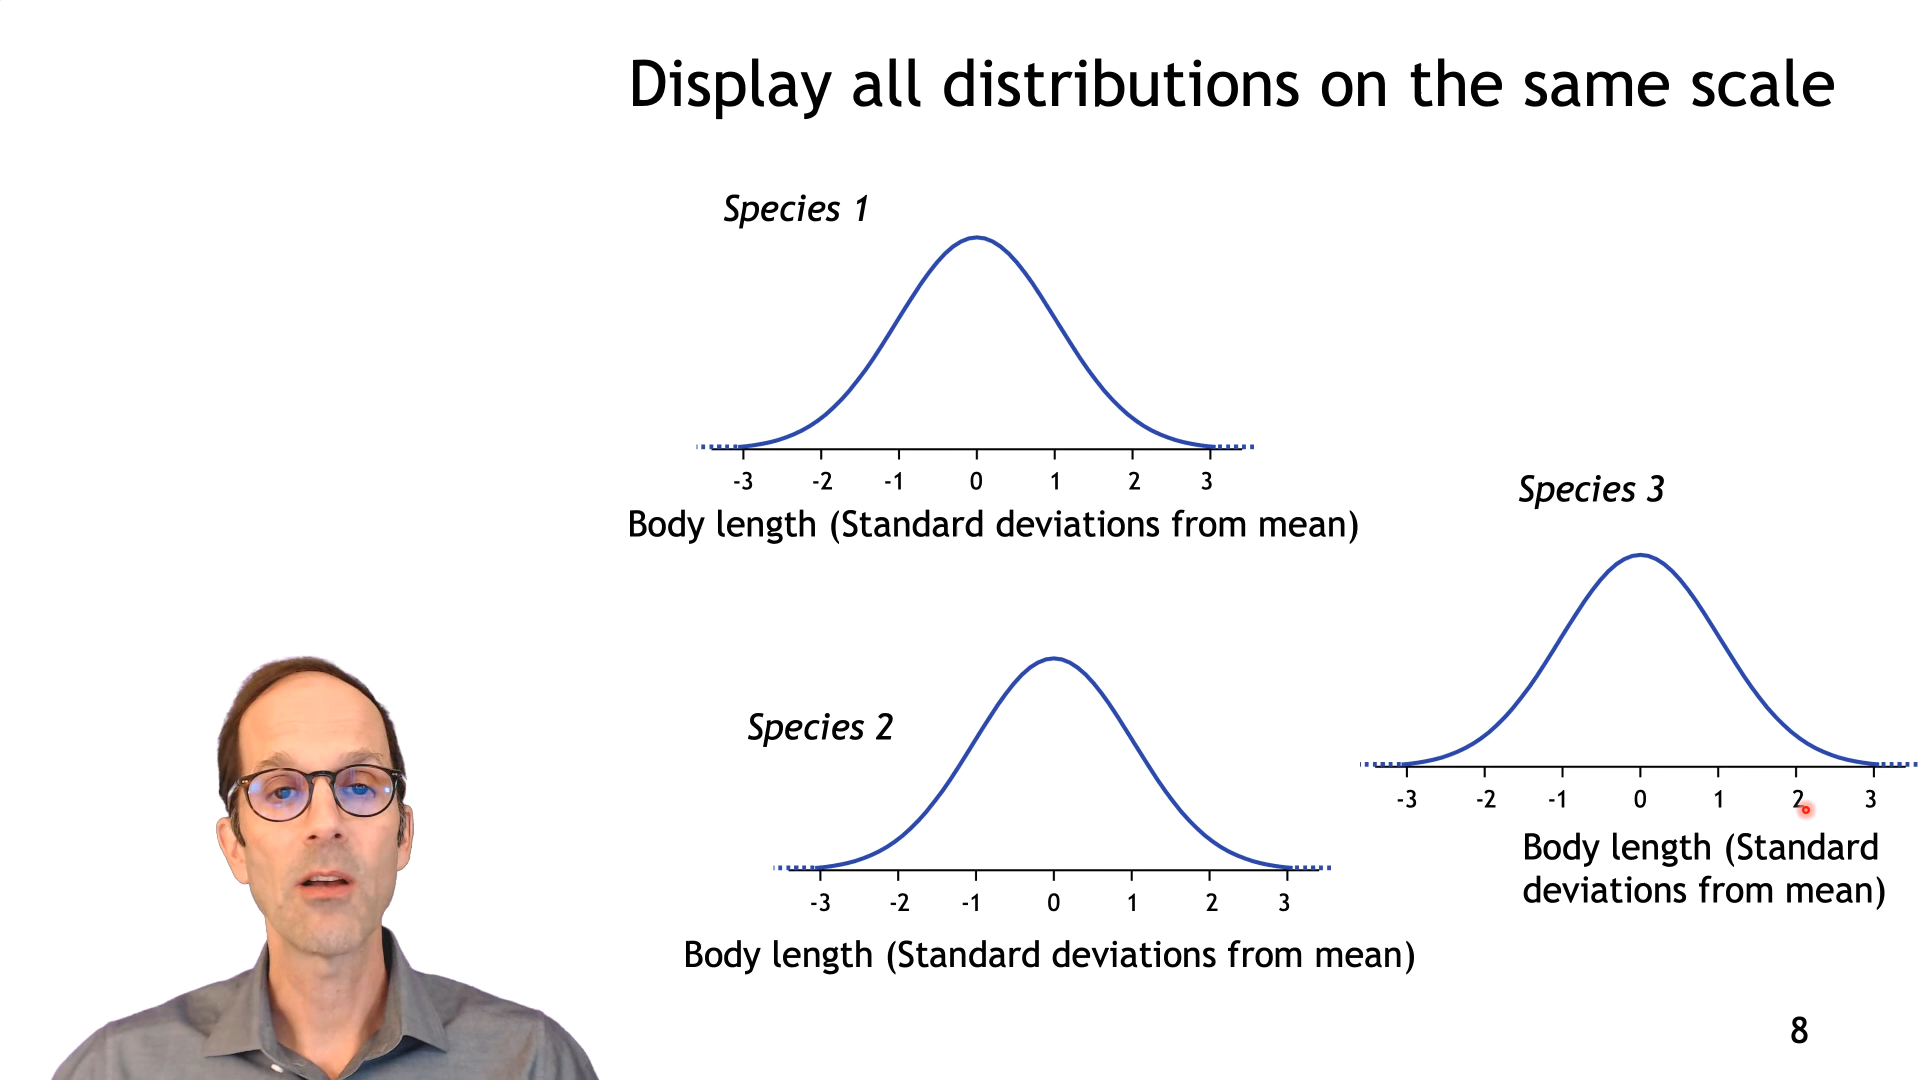 Display all distributions on the same scale
Species 1
-3 -2 -1 0 1 2 3
Body length (Standard deviations from mean)
Species 3
-3 -2 -1 0 1 2 3
Body length (Standard
deviations from mean)
Species 2
-3 -2 -1 0 1 2 3
Body length (Standard deviations from mean)
8